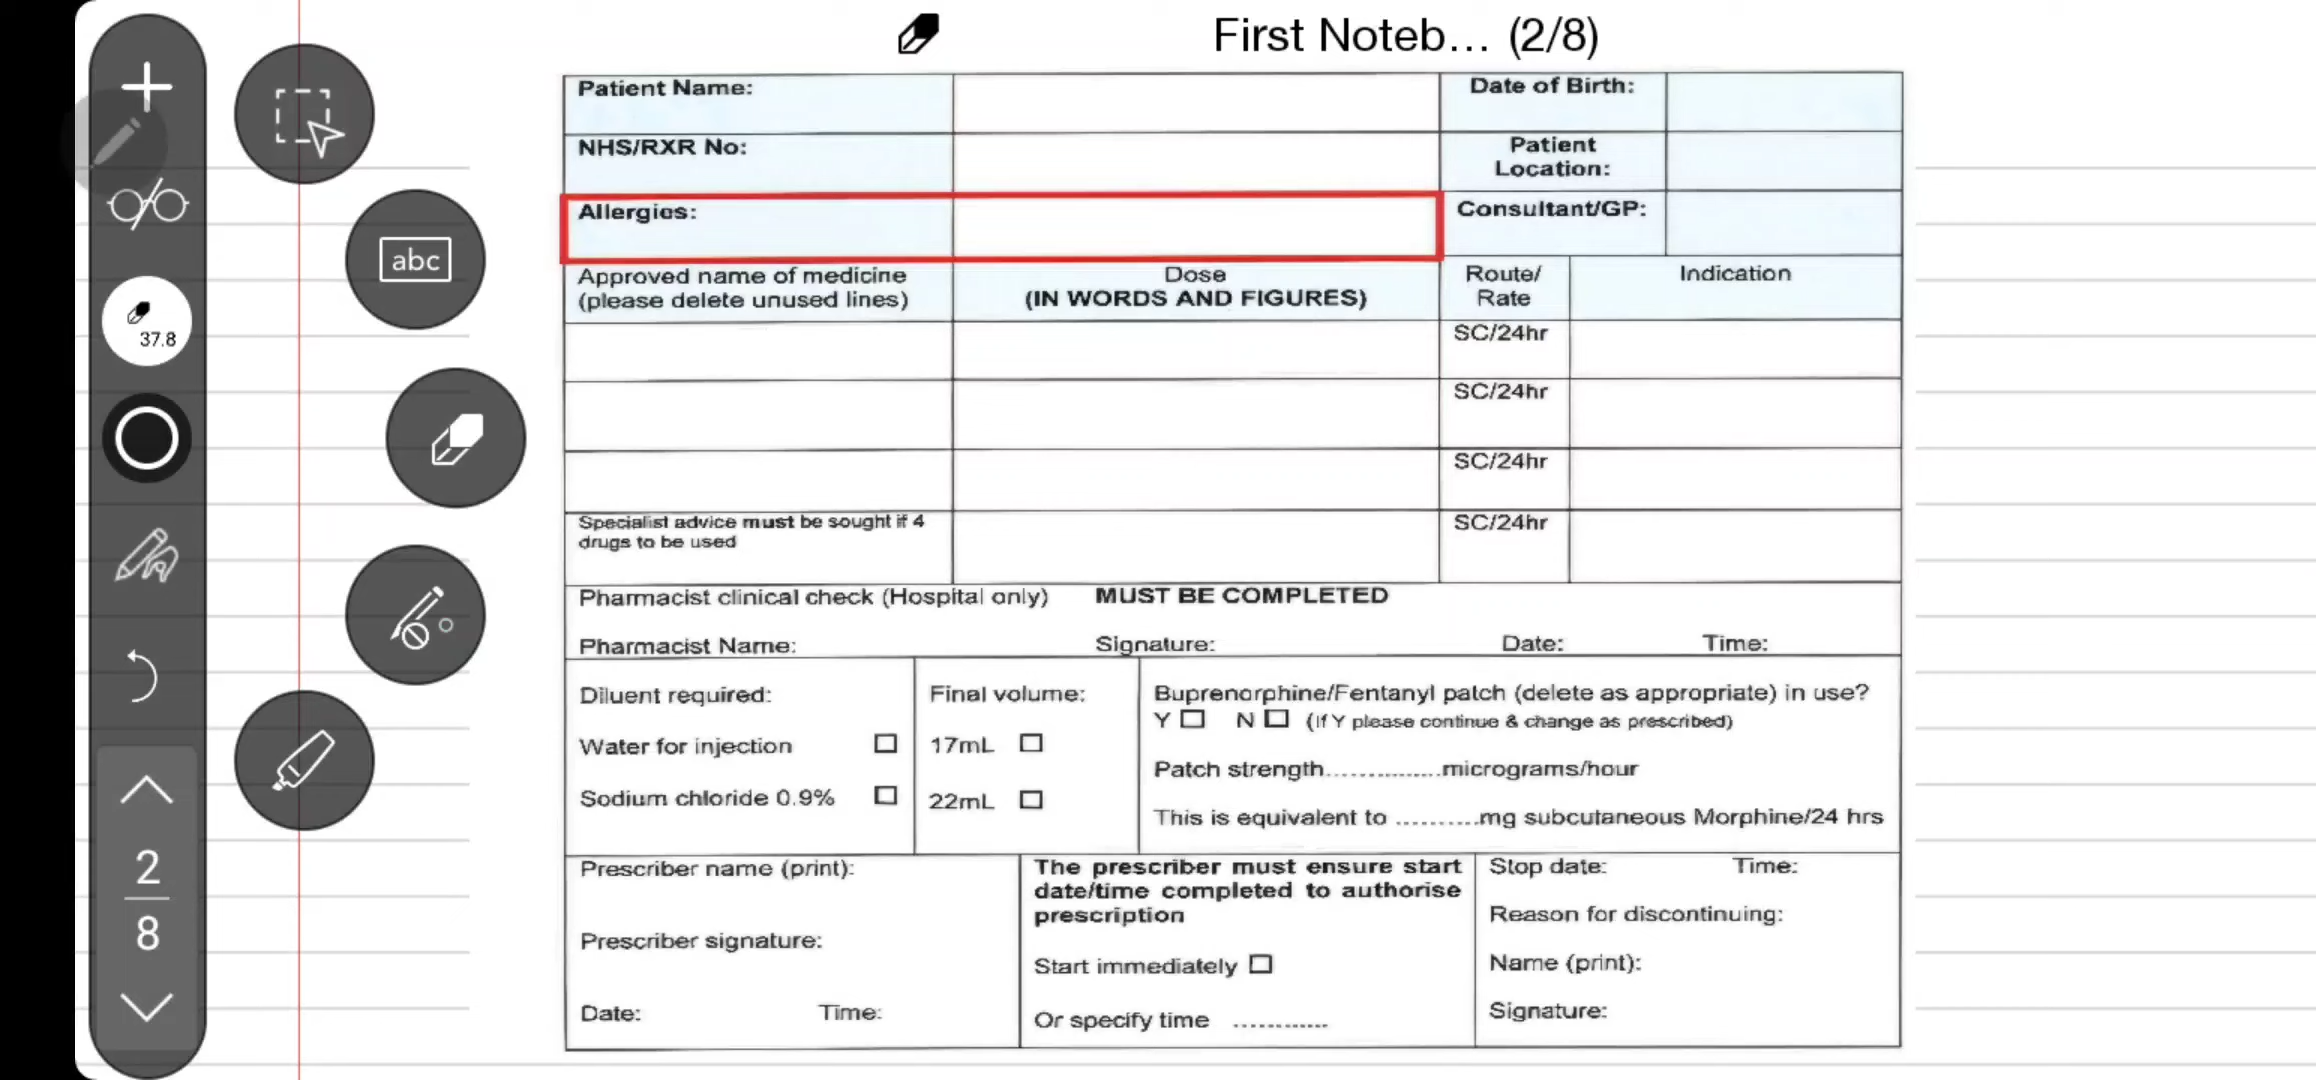 First Noteb... (2/8)
37.8
abc
2
8
Patient Name:
Date of Birth:
NHS/RXR No:
Patient
Location:
Allergies:
Consultant/GP:
Approved name of medicine
(please delete unused lines)
Dose
(IN WORDS AND FIGURES)
Route/
Rate
Indication
SC/24hr
SC/24hr
SC/24hr
Specialist advice must be sought if 4
drugs to be used
SC/24hr
Pharmacist clinical check (Hospital only) MUST BE COMPLETED
Pharmacist Name: Signature: Date: Time:
Diluent required:
Water for injection
Sodium chloride 0.9%
Final volume:
17mL
22mL
Buprenorphine/Fentanyl patch (delete as appropriate) in use?
Y N (If Y please continue & change as prescribed)
Patch strength...............micrograms/hour
This is equivalent to ..........mg subcutaneous Morphine/24 hrs
Prescriber name (print):
Prescriber signature:
Date: Time:
The prescriber must ensure start
date/time completed to authorise
prescription
Start immediately
Or specify time ............
Stop date: Time:
Reason for discontinuing:
Name (print):
Signature: